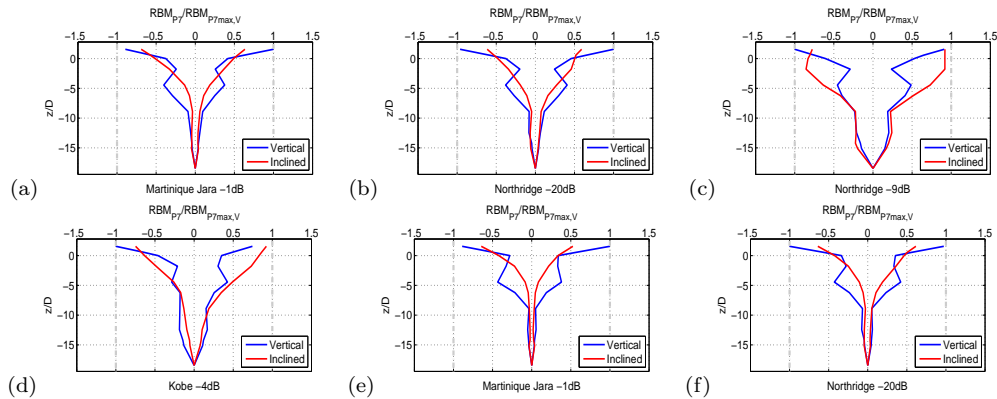 RBM_P7/RBM_P7max,V
−1.5 −1 −0.5 0 0.5 1 1.5
0
−5
−10
−15
z/D
Vertical
Inclined
(a)
Martinique Jara −1dB
RBM_P7/RBM_P7max,V
−1.5 −1 −0.5 0 0.5 1 1.5
0
−5
−10
−15
z/D
Vertical
Inclined
(b)
Northridge −20dB
RBM_P7/RBM_P7max,V
−1.5 −1 −0.5 0 0.5 1 1.5
0
−5
−10
−15
z/D
Vertical
Inclined
(c)
Northridge −9dB
RBM_P7/RBM_P7max,V
−1.5 −1 −0.5 0 0.5 1 1.5
0
−5
−10
−15
z/D
Vertical
Inclined
(d)
Kobe −4dB
RBM_P7/RBM_P7max,V
−1.5 −1 −0.5 0 0.5 1 1.5
0
−5
−10
−15
z/D
Vertical
Inclined
(e)
Martinique Jara −1dB
RBM_P7/RBM_P7max,V
−1.5 −1 −0.5 0 0.5 1 1.5
0
−5
−10
−15
z/D
Vertical
Inclined
(f)
Northridge −20dB